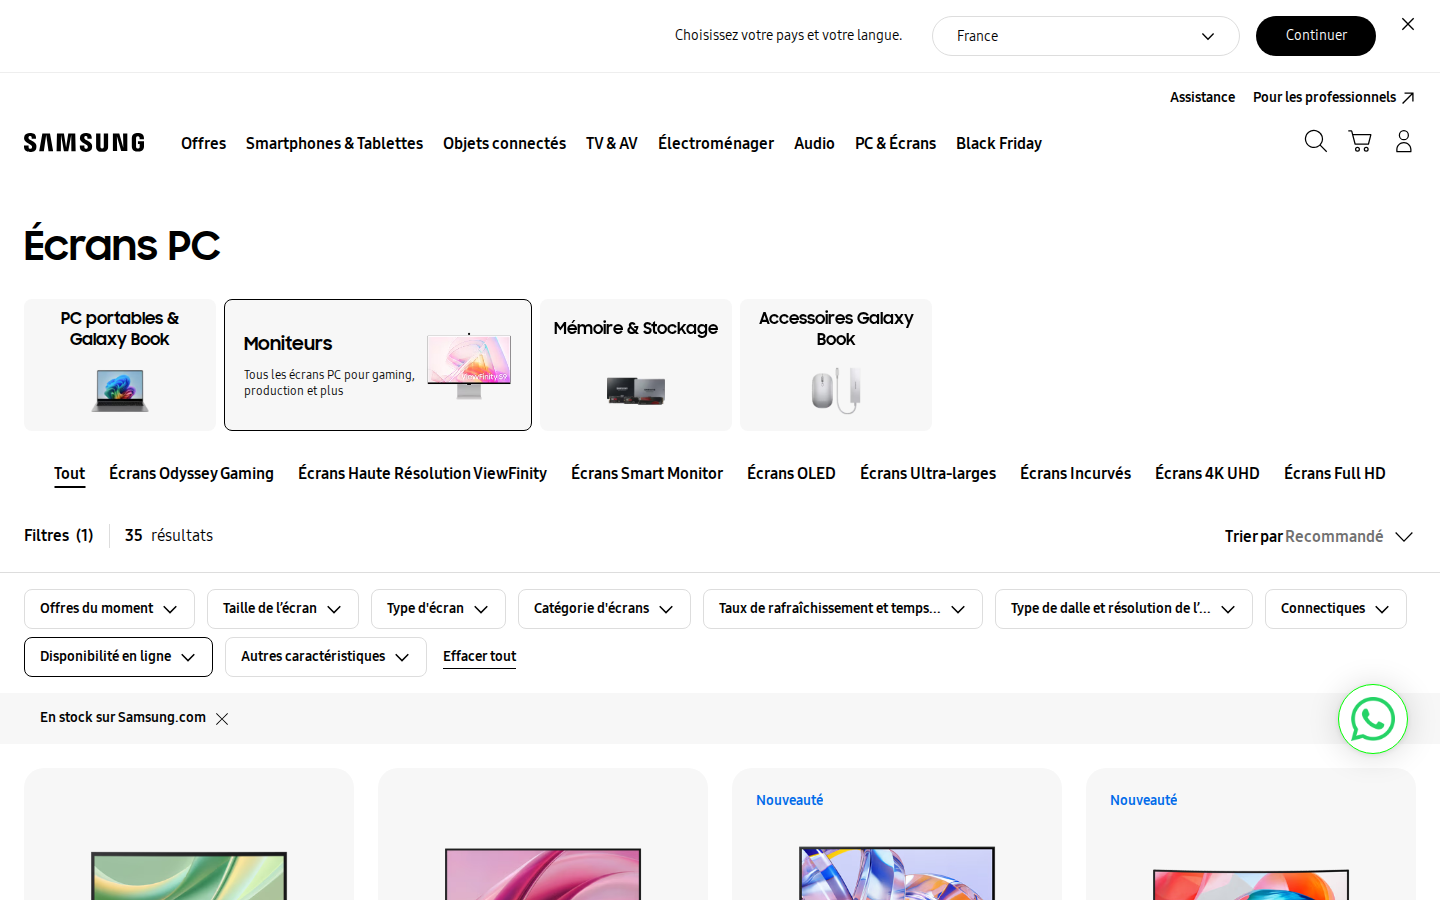 Choisissez votre pays et votre langue.
France
Continuer
Assistance
Pour les professionnels
SAMSUNG
Offres
Smartphones & Tablettes
Objets connectés
TV & AV
Électroménager
Audio
PC & Écrans
Black Friday
Écrans PC
PC portables &
Galaxy Book
Moniteurs
Tous les écrans PC pour gaming,
production et plus
ViewFinity S9
Mémoire & Stockage
Accessoires Galaxy
Book
Tout
Écrans Odyssey Gaming
Écrans Haute Résolution ViewFinity
Écrans Smart Monitor
Écrans OLED
Écrans Ultra-larges
Écrans Incurvés
Écrans 4K UHD
Écrans Full HD
Filtres (1)
35 résultats
Trier par Recommandé
Offres du moment
Taille de l’écran
Type d'écran
Catégorie d'écrans
Taux de rafraîchissement et temps...
Type de dalle et résolution de l’...
Connectiques
Disponibilité en ligne
Autres caractéristiques
Effacer tout
En stock sur Samsung.com
Nouveauté
Nouveauté